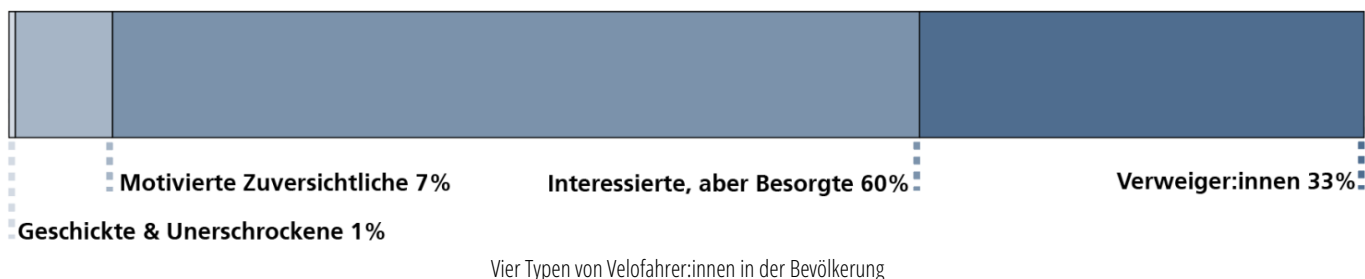 Motivierte Zuversichtliche 7%
Interessierte, aber Besorgte 60%
Verweiger:innen 33%
Geschickte & Unerschrockene 1%
Vier Typen von Velofahrer:innen in der Bevölkerung